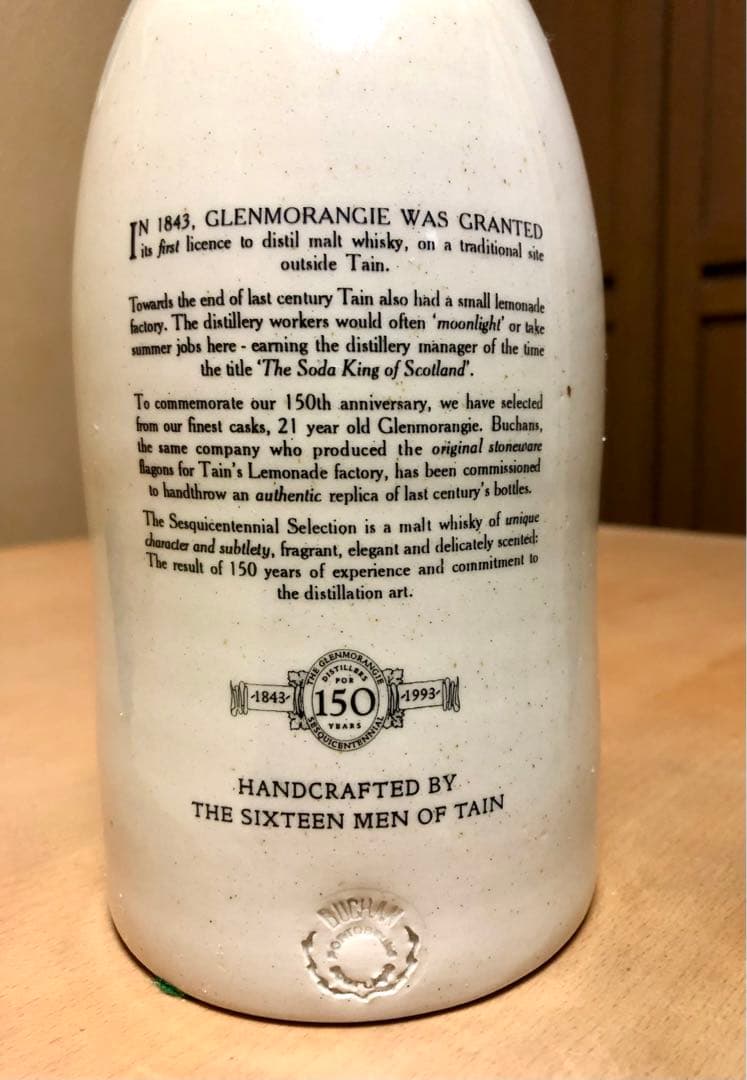 IN 1843, GLENMORANGIE WAS GRANTED
its first licence to distil malt whisky, on a traditional site
outside Tain.
Towards the end of last century Tain also had a small lemonade
factory. The distillery workers would often 'moonlight' or take
summer jobs here - earning the distillery manager of the time
the title 'The Soda King of Scotland'.
To commemorate our 150th anniversary, we have selected
from our finest casks, 21 year old Glenmorangie. Buchans,
the same company who produced the original stoneware
flagons for Tain's Lemonade factory, has been commissioned
to handthrow an authentic replica of last century's bottles.
The Sesquicentennial Selection is a malt whisky of unique
character and subtlety, fragrant, elegant and delicately scented:
The result of 150 years of experience and commitment to
the distillation art.
THE GLENMORANGIE
DISTILLERS
FOR
-1843- 150 -1993-
YEARS
SESQUICENTENNIAL
HANDCRAFTED BY
THE SIXTEEN MEN OF TAIN
BUCHAN
PORTOBELLO